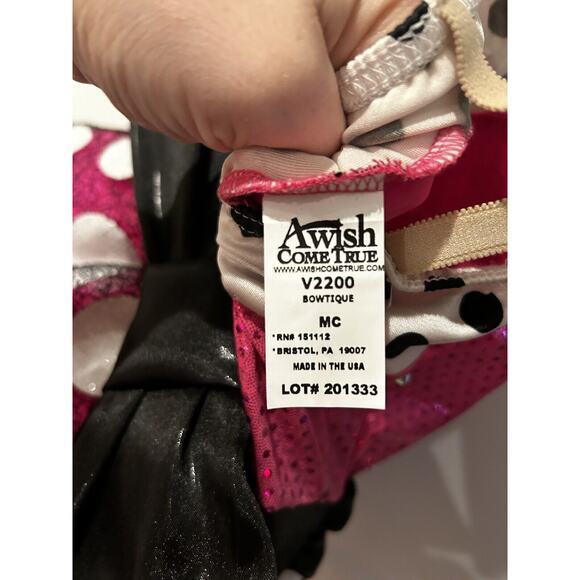 A wish
COME TRUE
WWW.AWISHCOMETRUE.COM
V2200
BOWTIQUE
MC
*RN# 151112
*BRISTOL, PA 19007
MADE IN THE USA
LOT# 201333